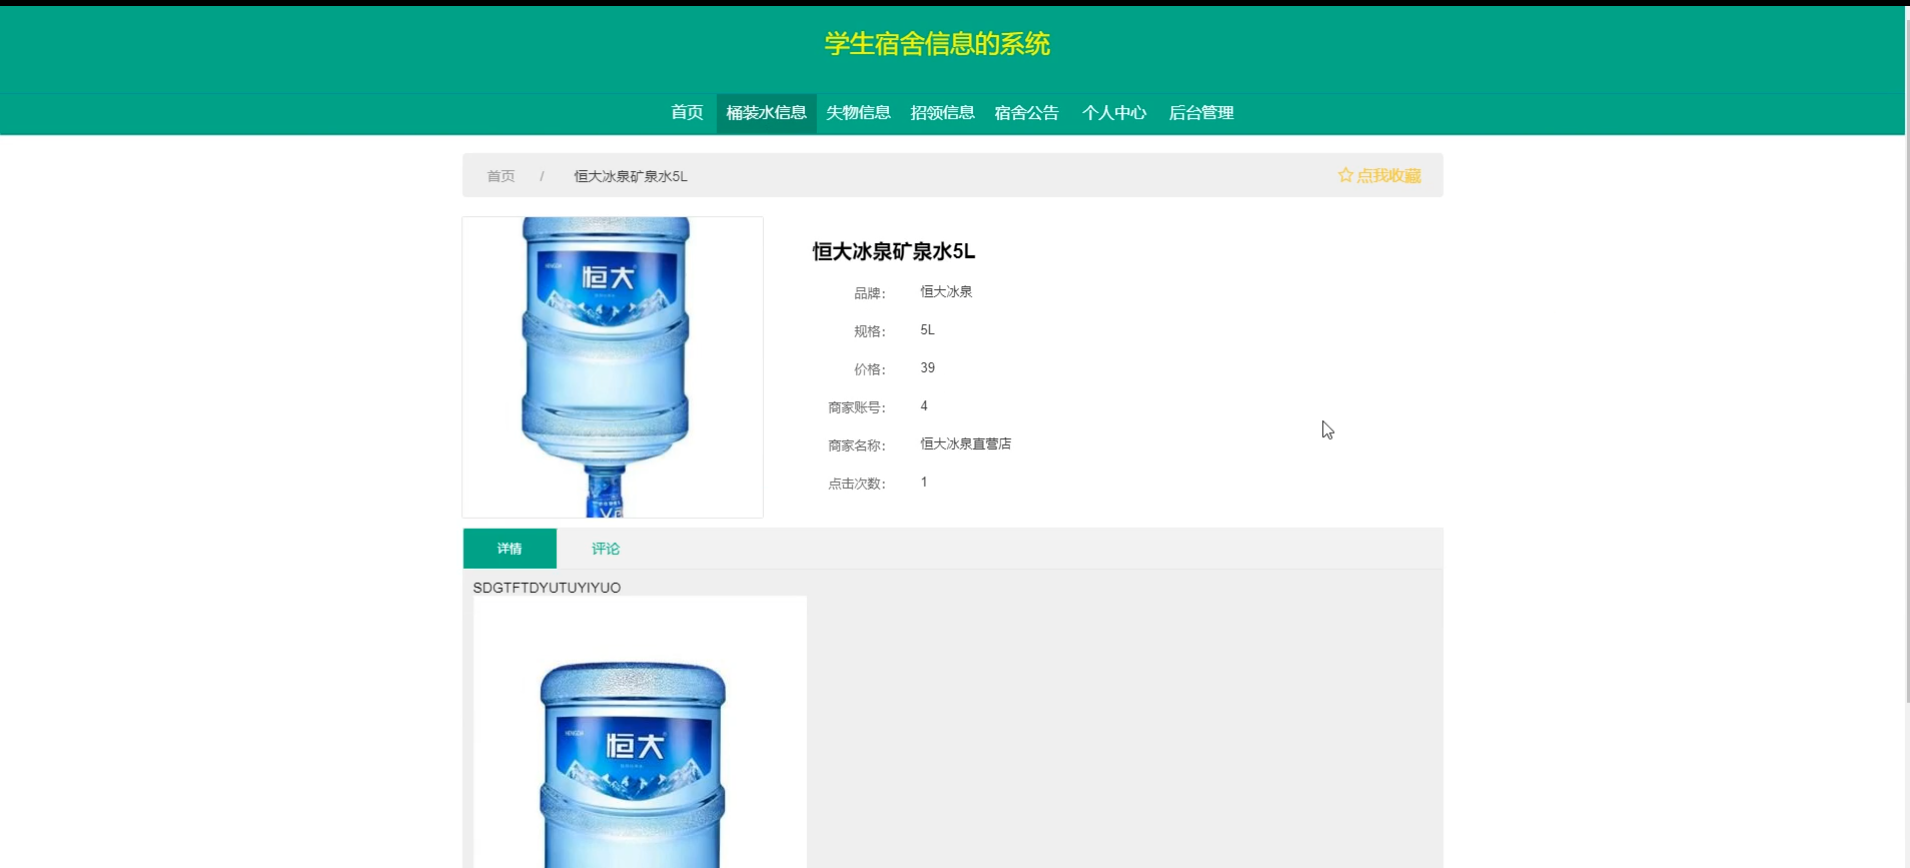 学生宿舍信息的系统
首页 桶装水信息 失物信息 招领信息 宿舍公告 个人中心 后台管理
首页 / 恒大冰泉矿泉水5L ☆点我收藏
恒大
恒大冰泉矿泉水5L
品牌: 恒大冰泉
规格: 5L
价格: 39
商家账号: 4
商家名称: 恒大冰泉直营店
点击次数: 1
详情 评论
SDGTFTDYUTUYIYUO
恒大